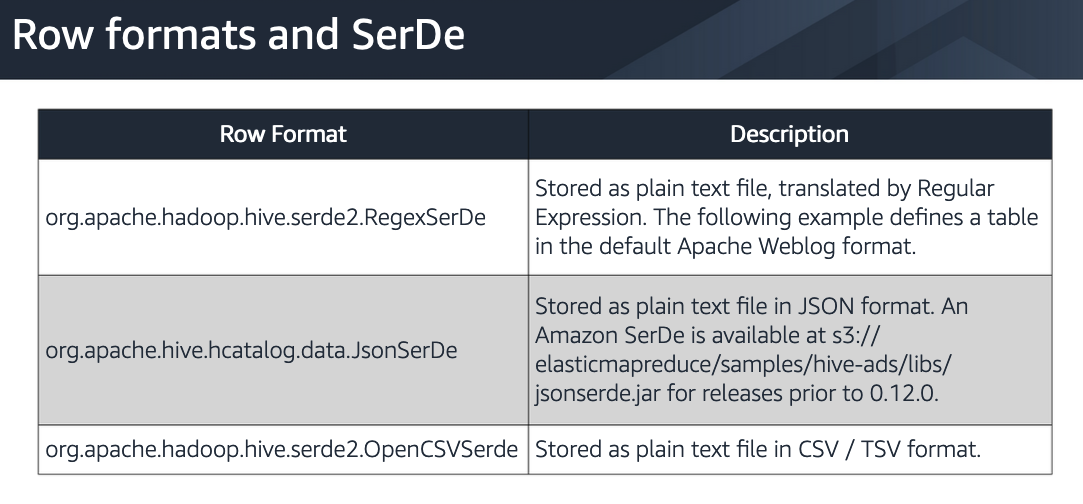 Row formats and SerDe
Row Format
Description
org.apache.hadoop.hive.serde2.RegexSerDe
Stored as plain text file, translated by Regular
Expression. The following example defines a table
in the default Apache Weblog format.
org.apache.hive.hcatalog.data.JsonSerDe
Stored as plain text file in JSON format. An
Amazon SerDe is available at s3://
elasticmapreduce/samples/hive-ads/libs/
jsonserde.jar for releases prior to 0.12.0.
org.apache.hadoop.hive.serde2.OpenCSVSerde
Stored as plain text file in CSV / TSV format.